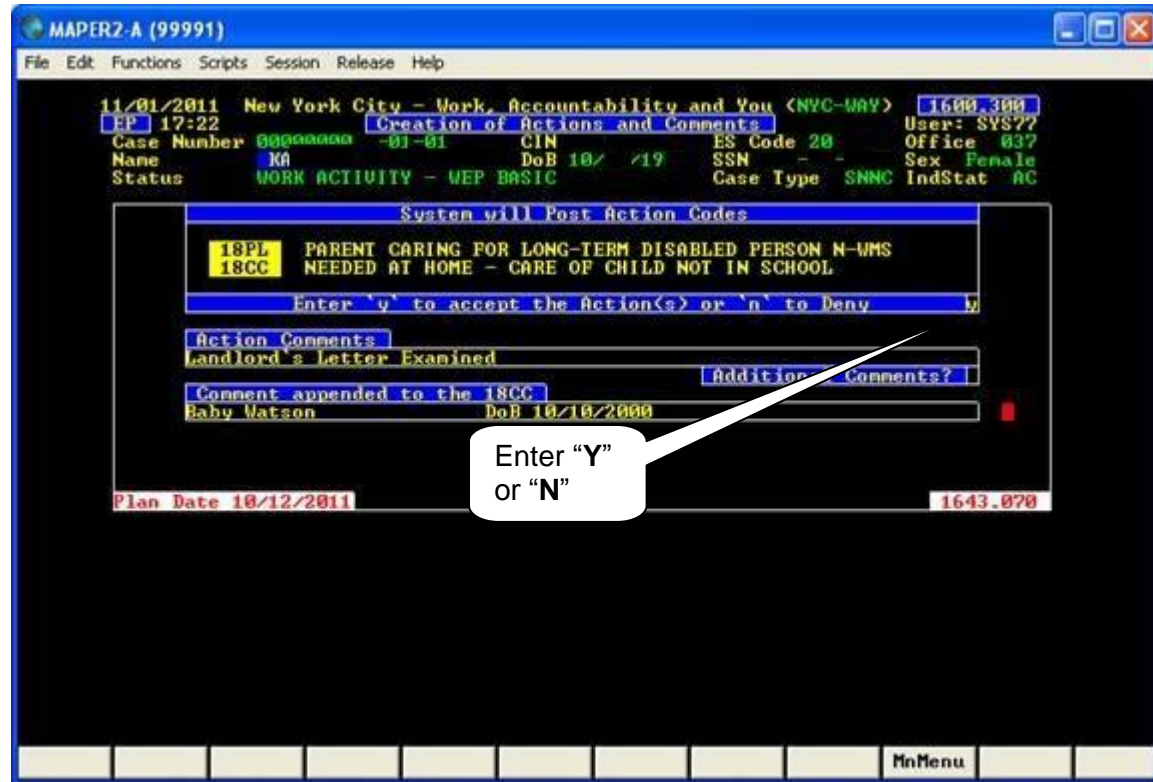 MAPER2-A (99991)
File Edit Functions Scripts Session Release Help
11/01/2011 New York City - Work, Accountability and You <NYC-WAY> 1600.300
EP 17:22 Creation of Actions and Comments User: SYS77
Case Number 00000000 -01-01 CIN ES Code 20 Office 037
Name KA DoB 10/ /19 SSN - - Sex Female
Status WORK ACTIVITY - WEP BASIC Case Type SNNC IndStat AC
System will Post Action Codes
18PL PARENT CARING FOR LONG-TERM DISABLED PERSON N-WMS
18CC NEEDED AT HOME - CARE OF CHILD NOT IN SCHOOL
Enter 'y' to accept the Action(s) or 'n' to Deny y
Action Comments
Landlord's Letter Examined
Additional Comments?
Comment appended to the 18CC
Baby Watson DoB 10/10/2000
Enter “Y”
or “N”
Plan Date 10/12/2011 1643.070
MnMenu